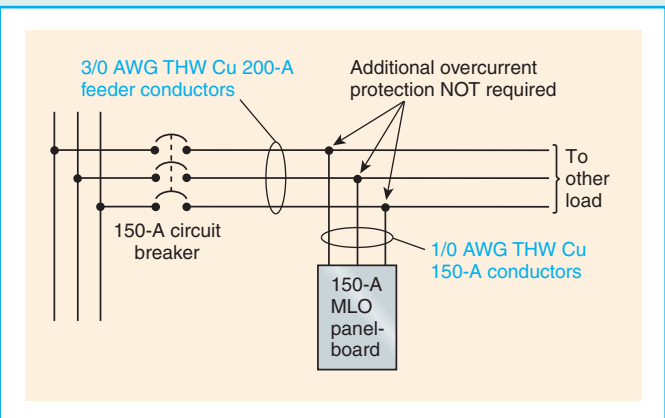 3/0 AWG THW Cu 200-A
feeder conductors
Additional overcurrent
protection NOT required
To
other
load
150-A circuit
breaker
1/0 AWG THW Cu
150-A conductors
150-A
MLO
panel-
board